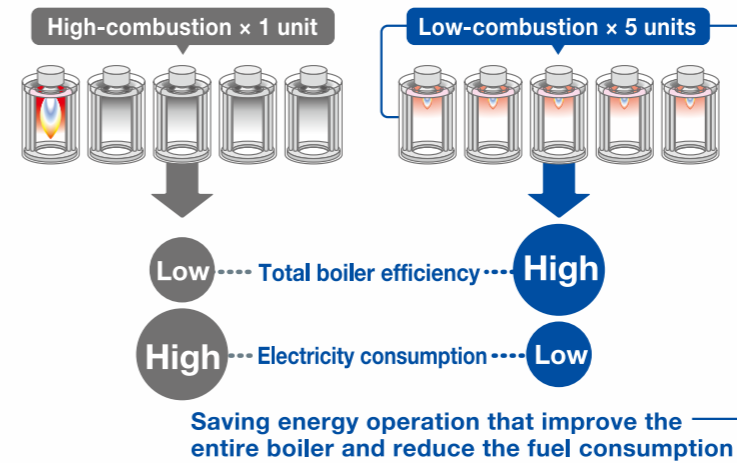 High-combustion × 1 unit
Low-combustion × 5 units
Low
Total boiler efficiency
High
High
Electricity consumption
Low
Saving energy operation that improve the
entire boiler and reduce the fuel consumption